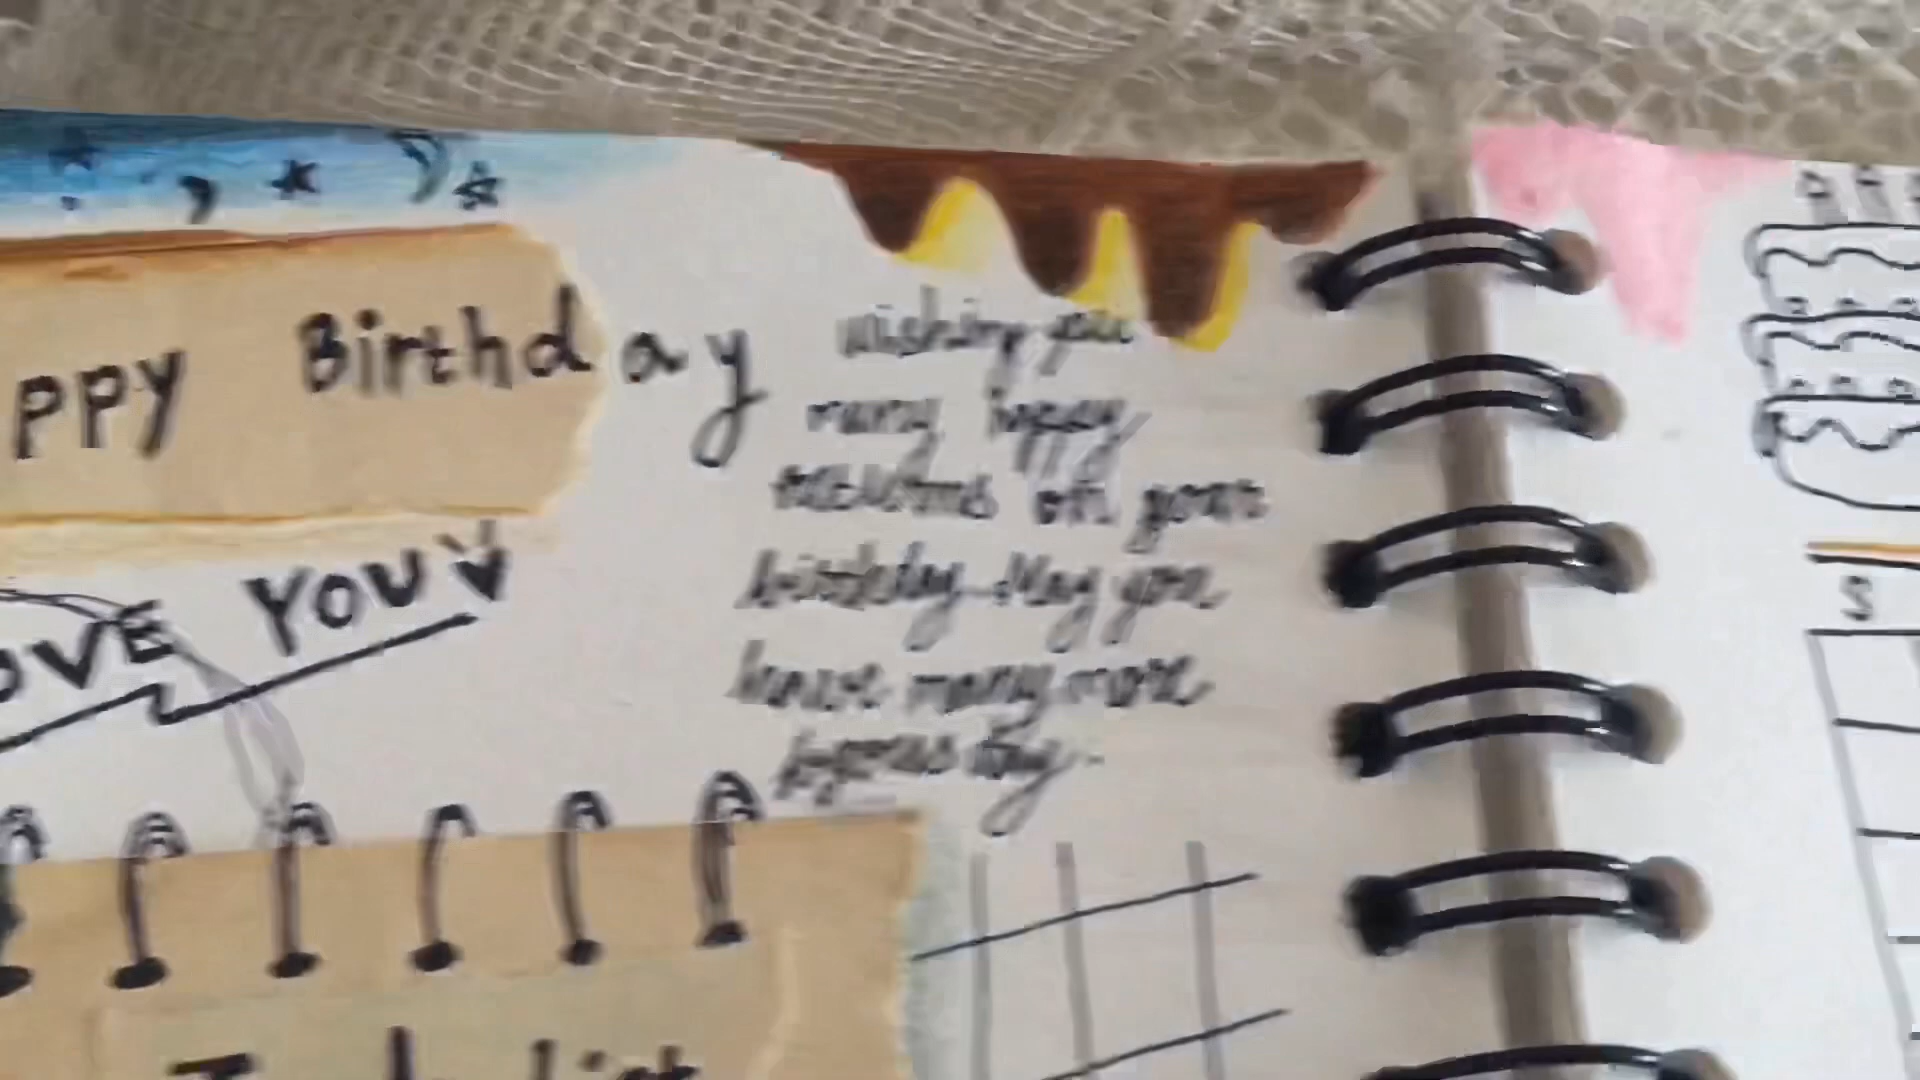 ppy Birthday
OVE YOU
wishing you
many happy
returns on your
birthday. May you
have many more
joyous day.
S